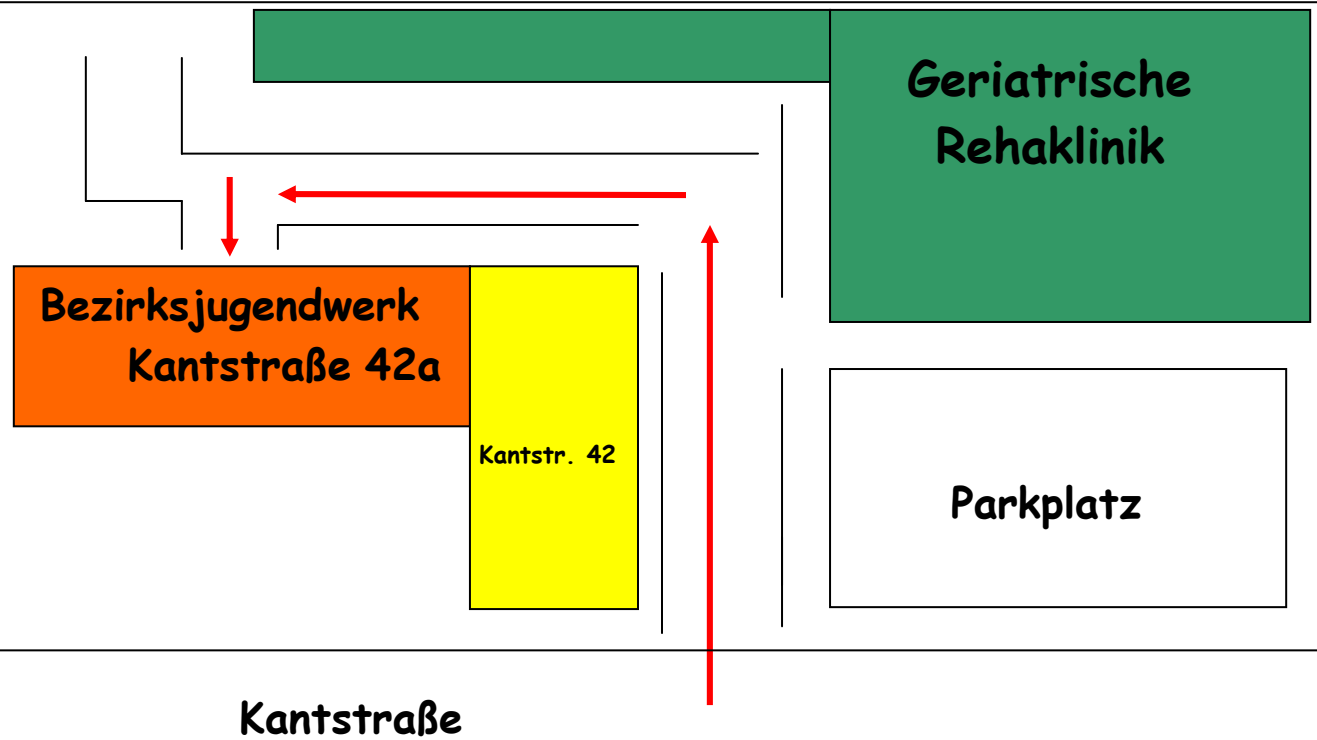 Geriatrische
Rehaklinik
Bezirksjugendwerk
Kantstraße 42a
Kantstr. 42
Parkplatz
Kantstraße